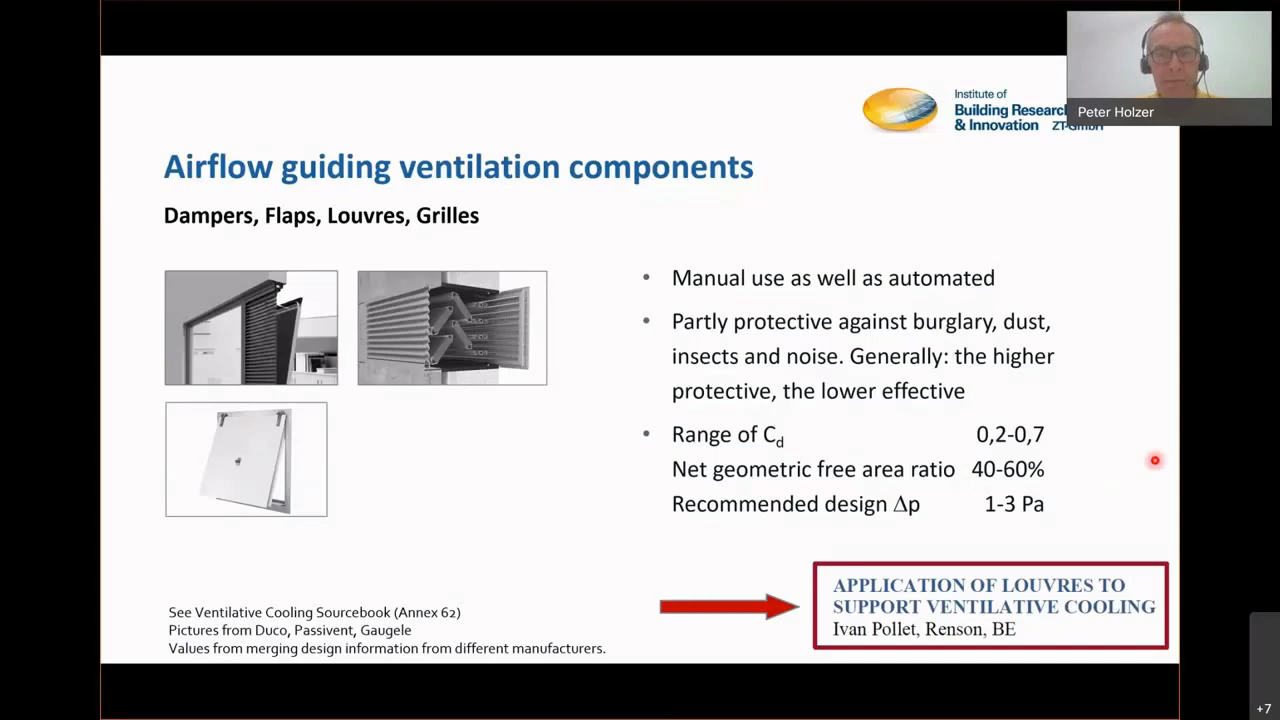 Institute of
Building Research
& Innovation ZT-GmbH
Peter Holzer
Airflow guiding ventilation components
Dampers, Flaps, Louvres, Grilles
• Manual use as well as automated
• Partly protective against burglary, dust,
insects and noise. Generally: the higher
protective, the lower effective
• Range of Cd 0,2-0,7
Net geometric free area ratio 40-60%
Recommended design Δp 1-3 Pa
APPLICATION OF LOUVRES TO
SUPPORT VENTILATIVE COOLING
Ivan Pollet, Renson, BE
See Ventilative Cooling Sourcebook (Annex 62)
Pictures from Duco, Passivent, Gaugele
Values from merging design information from different manufacturers.
+7